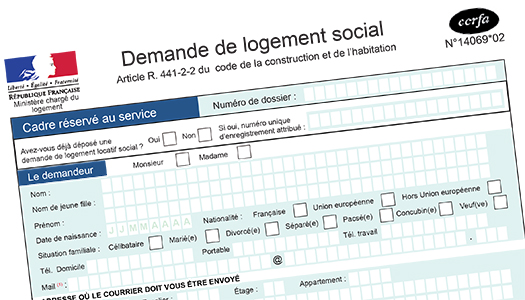 Demande de logement social
cerfa
Article R. 441-2-2 du code de la construction et de l'habitation
N°14069*02
Liberté • Égalité • Fraternité
RÉPUBLIQUE FRANÇAISE
Ministère chargé du
logement
Cadre réservé au service
Numéro de dossier :
Avez-vous déjà déposé une
demande de logement locatif social ?
Oui
Non
Si oui, numéro unique
d'enregistrement attribué :
Le demandeur
Monsieur
Madame
Nom :
Nom de jeune fille :
Prénom :
Date de naissance : J J M M A A A A
Nationalité : Française Union européenne Hors Union européenne
Situation familiale : Célibataire Marié(e) Divorcé(e) Séparé(e) Pacsé(e) Concubin(e) Veuf(ve)
Tél. Domicile Portable Tél. travail
Mail (1) : @
ADRESSE OÙ LE COURRIER DOIT VOUS ÊTRE ENVOYÉ
Étage : Appartement :